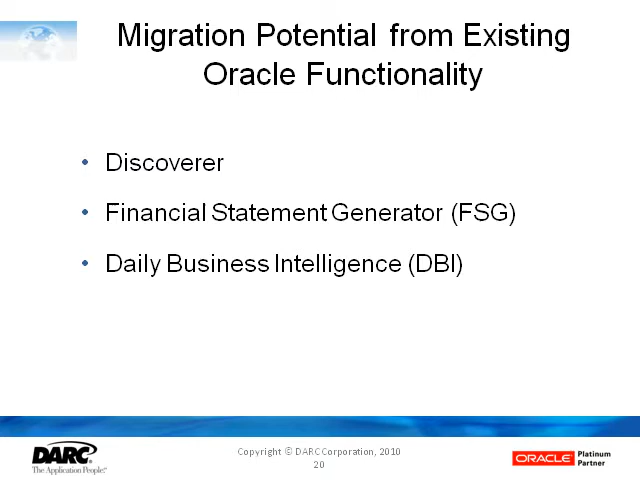 Migration Potential from Existing
Oracle Functionality
• Discoverer
• Financial Statement Generator (FSG)
• Daily Business Intelligence (DBI)
DARC
The Application People.
Copyright © DARC Corporation, 2010
20
ORACLE
Platinum
Partner